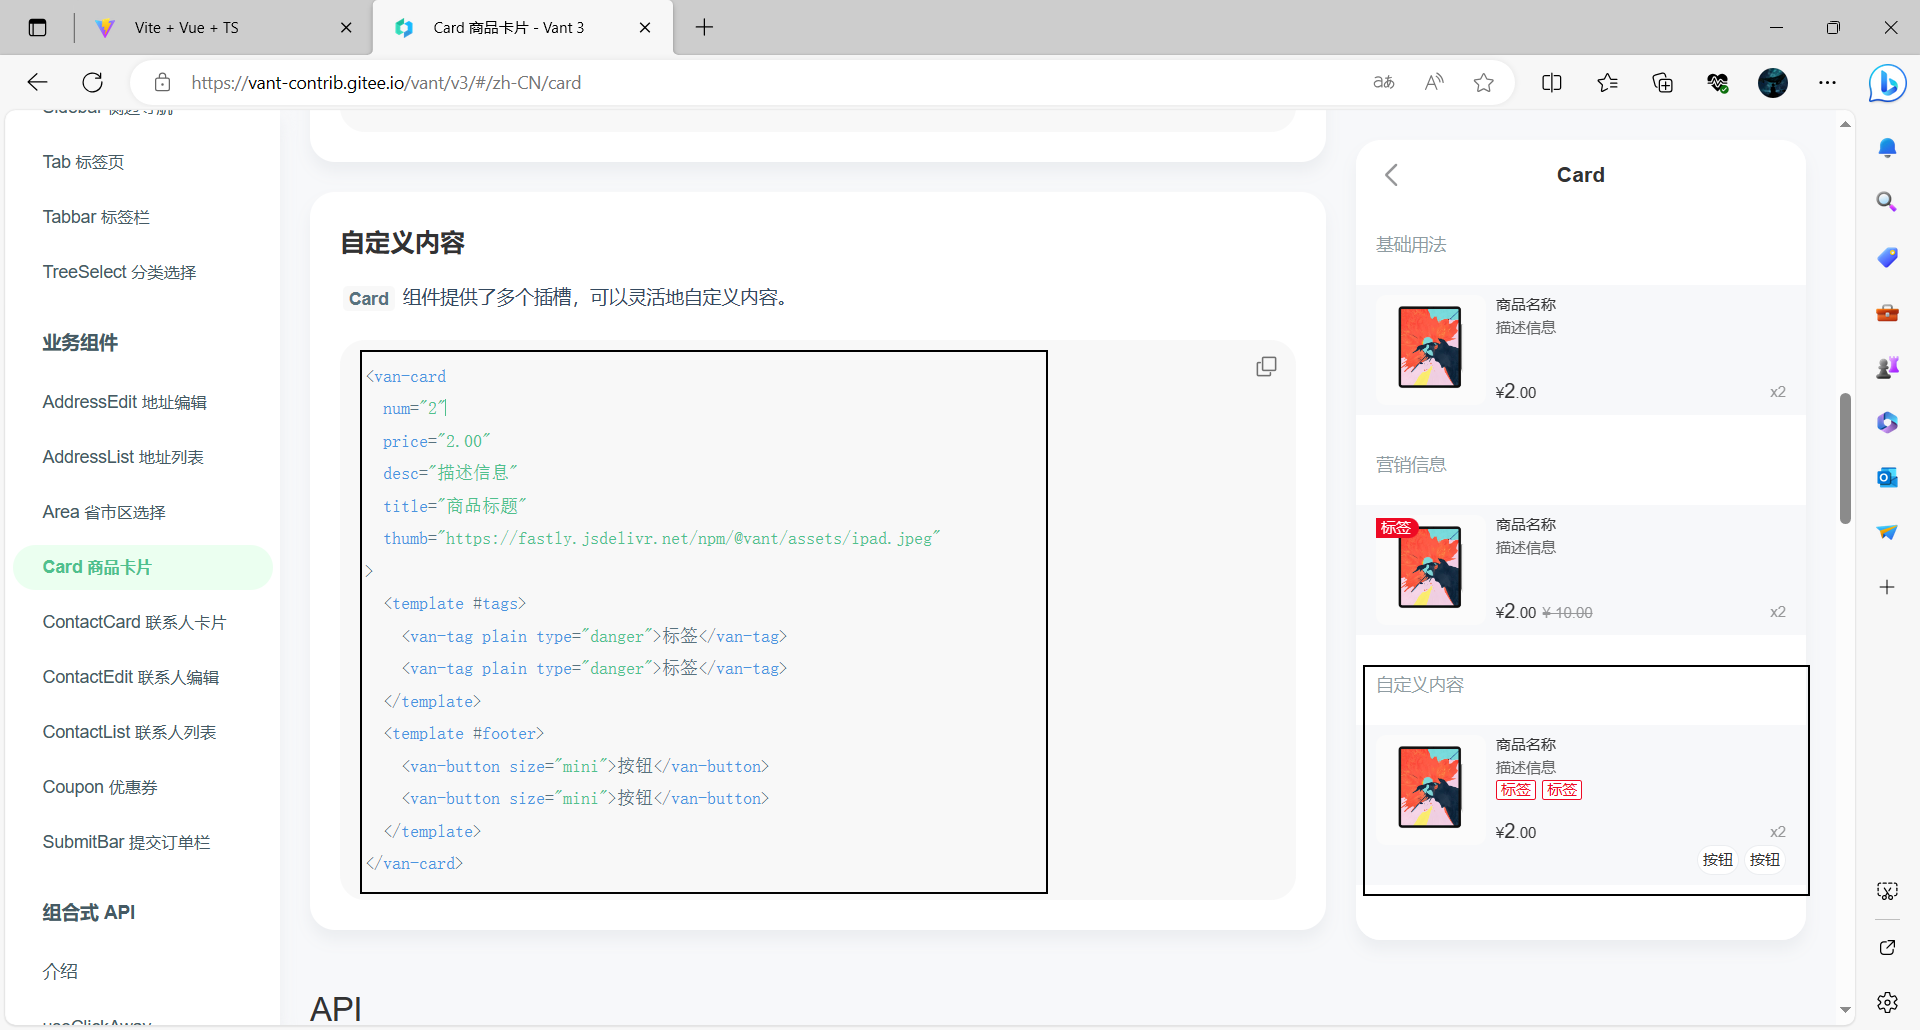 Vite + Vue + TS
Card 商品卡片 - Vant 3
https://vant-contrib.gitee.io/vant/v3/#/zh-CN/card
Sidebar 侧边导航
Tab 标签页
Tabbar 标签栏
TreeSelect 分类选择
业务组件
AddressEdit 地址编辑
AddressList 地址列表
Area 省市区选择
Card 商品卡片
ContactCard 联系人卡片
ContactEdit 联系人编辑
ContactList 联系人列表
Coupon 优惠券
SubmitBar 提交订单栏
组合式 API
介绍
useClickAway
自定义内容
Card 组件提供了多个插槽，可以灵活地自定义内容。
<van-card
num="2"
price="2.00"
desc="描述信息"
title="商品标题"
thumb="https://fastly.jsdelivr.net/npm/@vant/assets/ipad.jpeg"
>
<template #tags>
<van-tag plain type="danger">标签</van-tag>
<van-tag plain type="danger">标签</van-tag>
</template>
<template #footer>
<van-button size="mini">按钮</van-button>
<van-button size="mini">按钮</van-button>
</template>
</van-card>
API
Card
基础用法
商品名称
描述信息
¥2.00 x2
营销信息
标签
商品名称
描述信息
¥2.00 ¥ 10.00 x2
自定义内容
商品名称
描述信息
标签 标签
¥2.00 x2
按钮 按钮